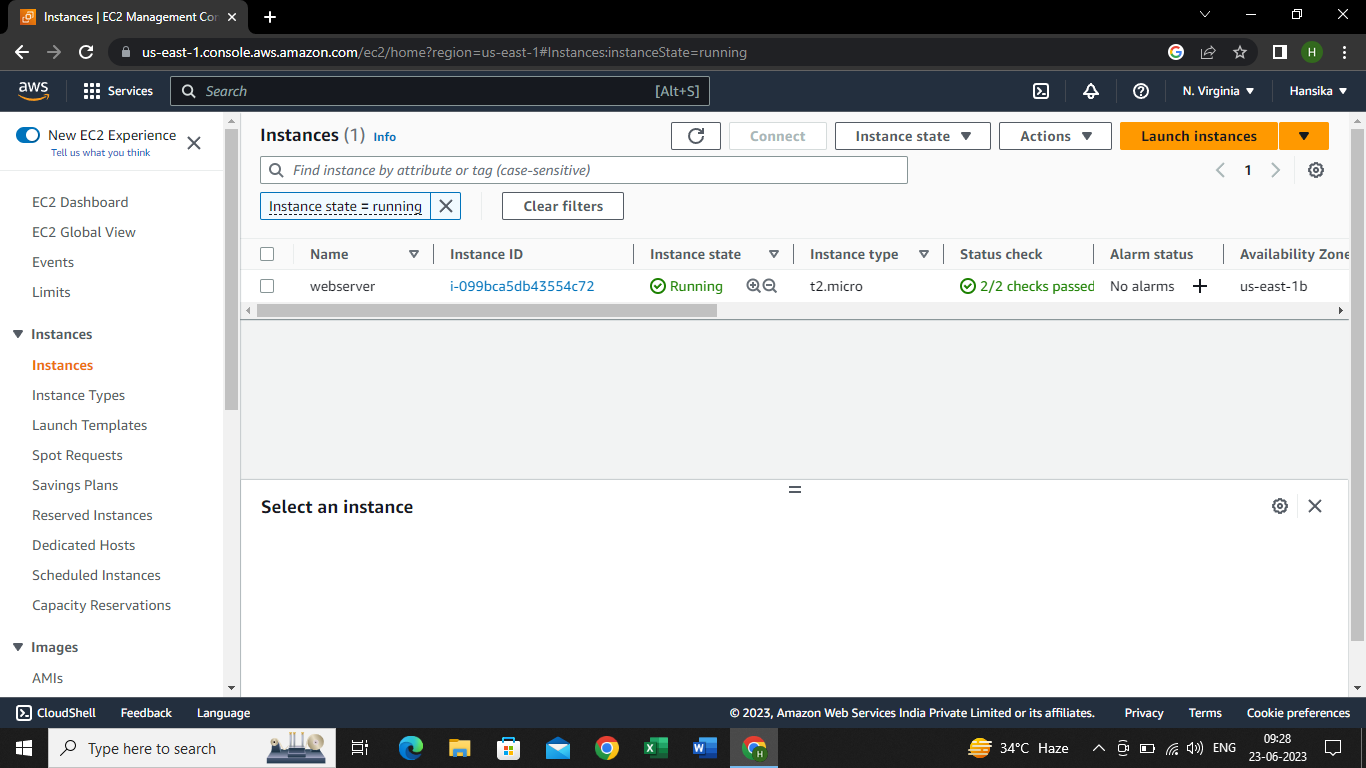 Instances | EC2 Management Con
us-east-1.console.aws.amazon.com/ec2/home?region=us-east-1#Instances:instanceState=running
H
aws
Services
Search
[Alt+S]
N. Virginia
Hansika
New EC2 Experience
Tell us what you think
EC2 Dashboard
EC2 Global View
Events
Limits
Instances
Instances
Instance Types
Launch Templates
Spot Requests
Savings Plans
Reserved Instances
Dedicated Hosts
Scheduled Instances
Capacity Reservations
Images
AMIs
Instances (1) Info
Connect
Instance state
Actions
Launch instances
Find instance by attribute or tag (case-sensitive)
1
Instance state = running
Clear filters
Name Instance ID Instance state Instance type Status check Alarm status Availability Zone
webserver i-099bca5db43554c72 Running t2.micro 2/2 checks passed No alarms us-east-1b
Select an instance
CloudShell Feedback Language © 2023, Amazon Web Services India Private Limited or its affiliates. Privacy Terms Cookie preferences
Type here to search
H
34°C Haze
ENG
09:28
23-06-2023